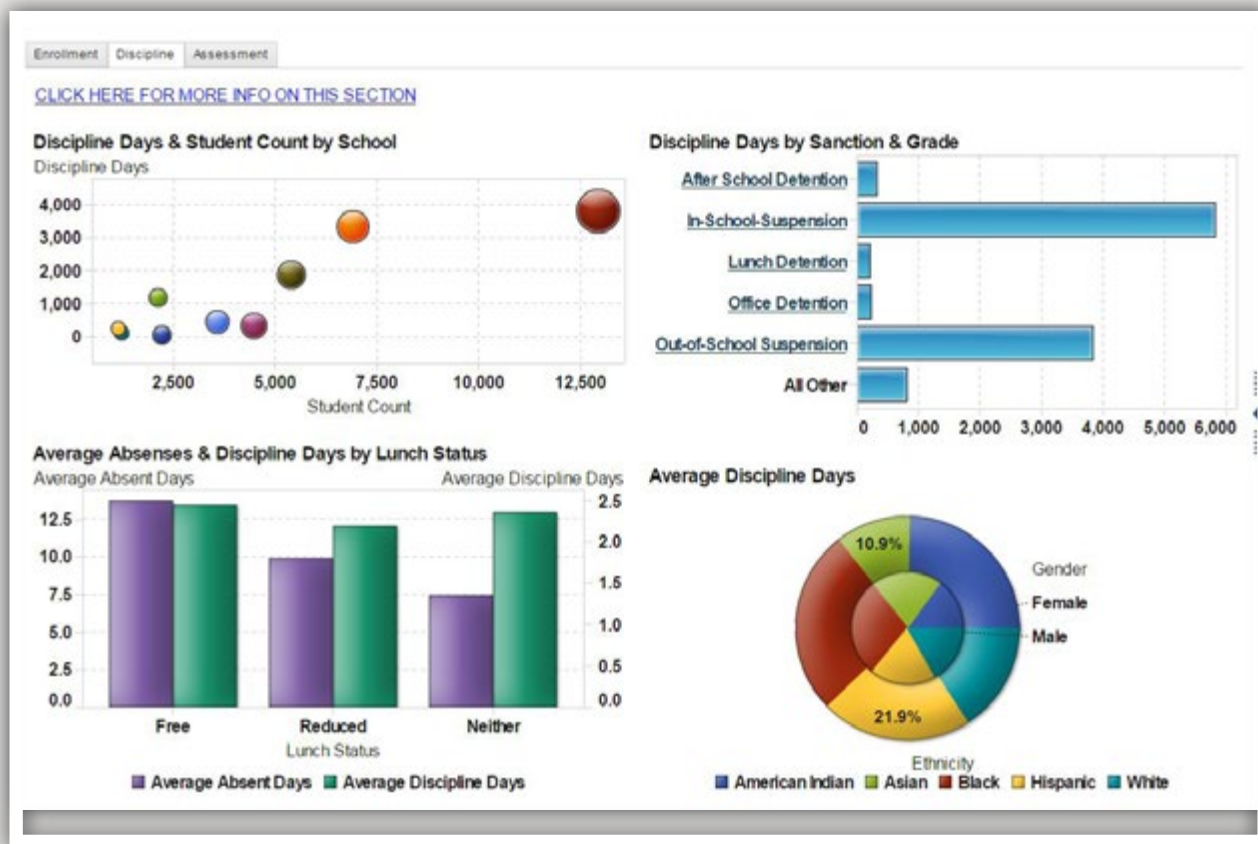 Enrollment Discipline Assessment
CLICK HERE FOR MORE INFO ON THIS SECTION
Discipline Days & Student Count by School
Discipline Days
4,000
3,000
2,000
1,000
0
2,500 5,000 7,500 10,000 12,500
Student Count
Discipline Days by Sanction & Grade
After School Detention
In-School-Suspension
Lunch Detention
Office Detention
Out-of-School Suspension
All Other
0 1,000 2,000 3,000 4,000 5,000 6,000
Average Absenses & Discipline Days by Lunch Status
Average Absent Days Average Discipline Days
12.5
10.0
7.5
5.0
2.5
0.0
2.5
2.0
1.5
1.0
0.5
0.0
Free Reduced Neither
Lunch Status
Average Absent Days Average Discipline Days
Average Discipline Days
10.9%
21.9%
Gender
Female
Male
Ethnicity
American Indian Asian Black Hispanic White